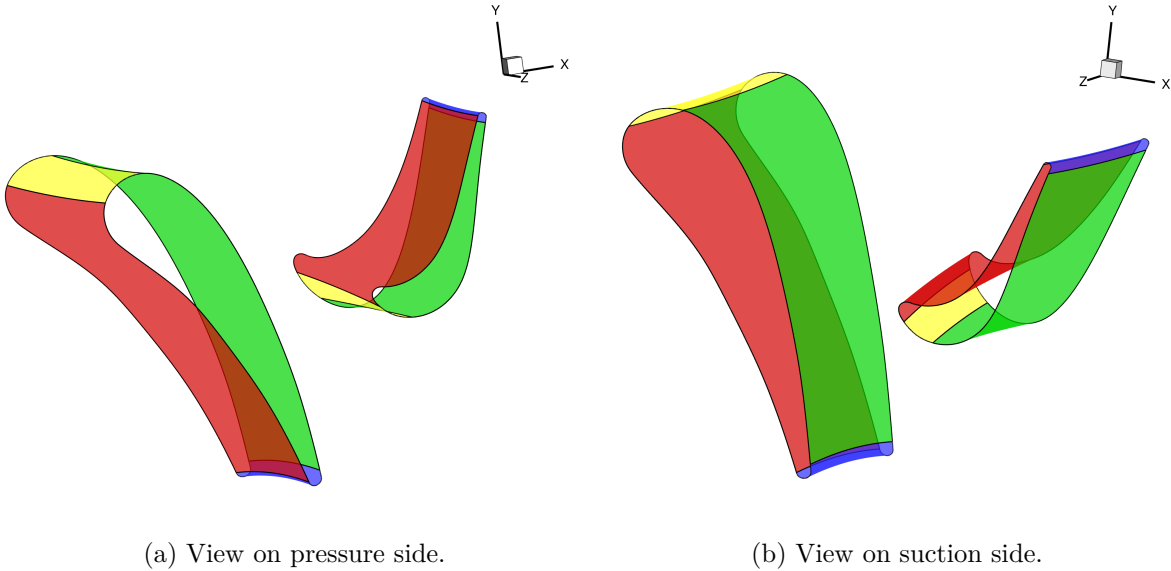 Y
X
Z
Y
Z
X
(a) View on pressure side.
(b) View on suction side.